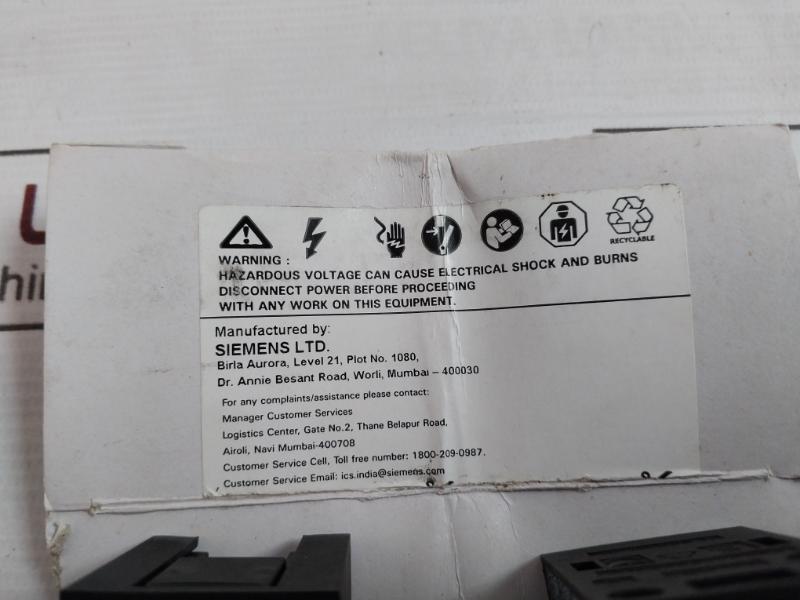 RECYCLABLE
WARNING :
HAZARDOUS VOLTAGE CAN CAUSE ELECTRICAL SHOCK AND BURNS
DISCONNECT POWER BEFORE PROCEEDING
WITH ANY WORK ON THIS EQUIPMENT.
Manufactured by:
SIEMENS LTD.
Birla Aurora, Level 21, Plot No. 1080,
Dr. Annie Besant Road, Worli, Mumbai – 400030
For any complaints/assistance please contact:
Manager Customer Services
Logistics Center, Gate No.2, Thane Belapur Road,
Airoli, Navi Mumbai-400708
Customer Service Cell, Toll free number: 1800-209-0987.
Customer Service Email: ics.india@siemens.com